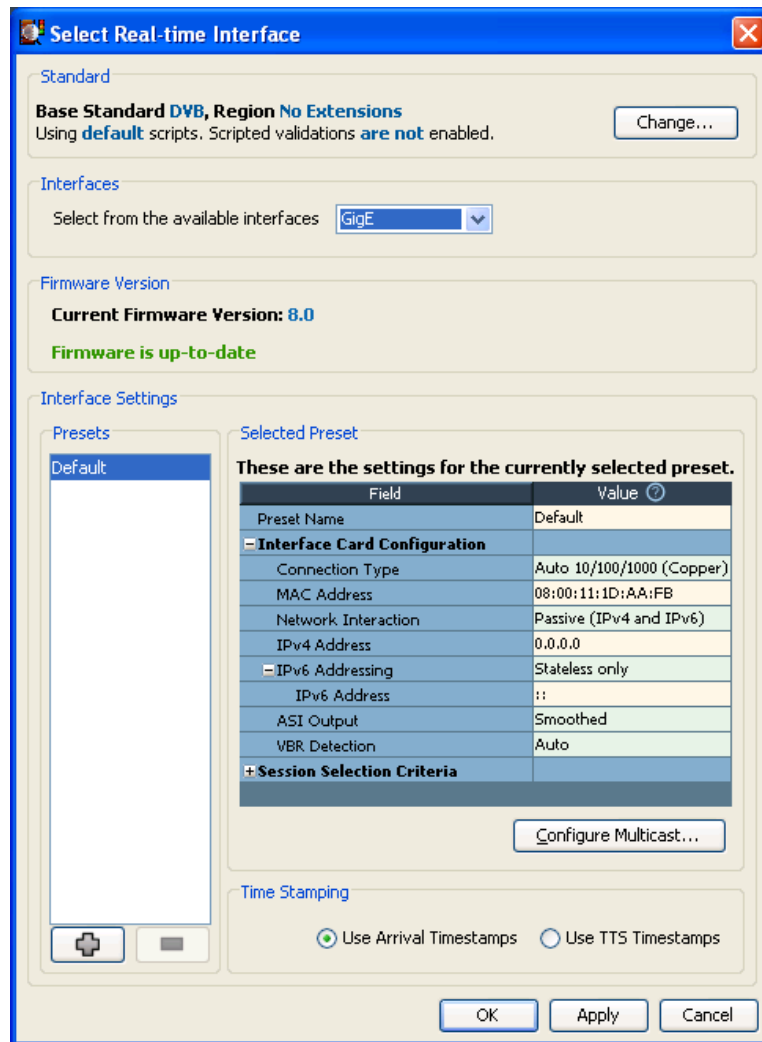 Select Real-time Interface
Standard
Base Standard DVB, Region No Extensions
Using default scripts. Scripted validations are not enabled.
Change...
Interfaces
Select from the available interfaces GigE
Firmware Version
Current Firmware Version: 8.0
Firmware is up-to-date
Interface Settings
Presets
Default
Selected Preset
These are the settings for the currently selected preset.
Field Value
Preset Name Default
Interface Card Configuration
Connection Type Auto 10/100/1000 (Copper)
MAC Address 08:00:11:1D:AA:FB
Network Interaction Passive (IPv4 and IPv6)
IPv4 Address 0.0.0.0
IPv6 Addressing Stateless only
IPv6 Address ::
ASI Output Smoothed
VBR Detection Auto
Session Selection Criteria
Configure Multicast...
Time Stamping
Use Arrival Timestamps Use TTS Timestamps
OK Apply Cancel